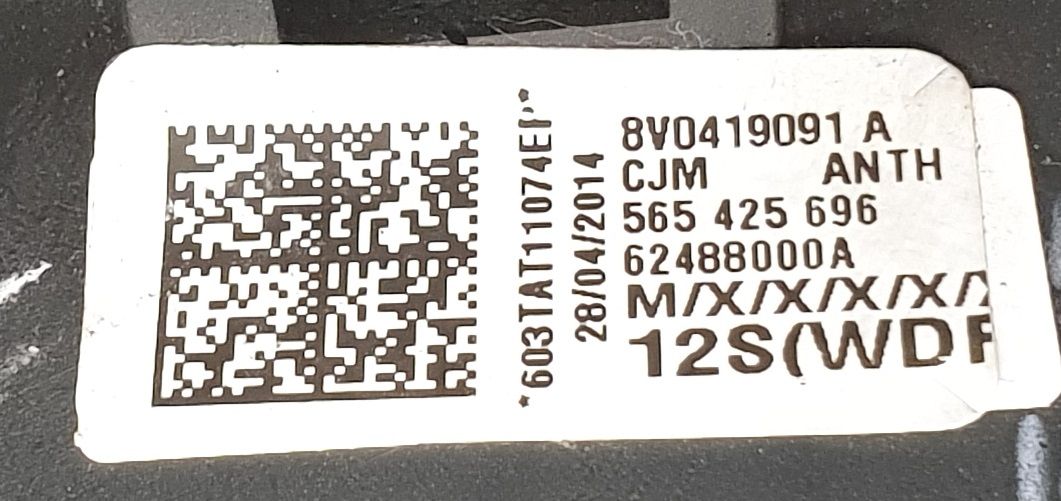 *603TAT11074EP*
28/04/2014
8V0419091 A
CJM ANTH
565 425 696
62488000A
M/X/X/X/X/
12S(WD